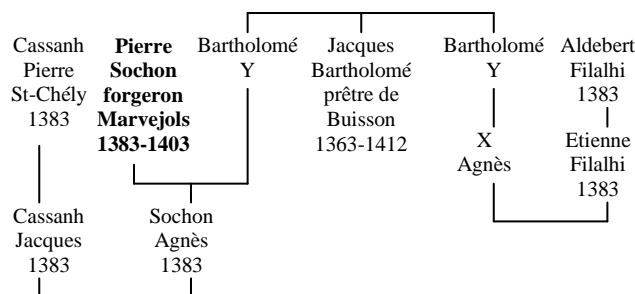 Cassanh
Pierre
St-Chély
1383
Pierre
Sochon
forgeron
Marvejols
1383-1403
Bartholomé
Y
Jacques
Bartholomé
prêtre de
Buisson
1363-1412
Bartholomé
Y
Aldebert
Filalhi
1383
X
Agnès
Etienne
Filalhi
1383
Cassanh
Jacques
1383
Sochon
Agnès
1383